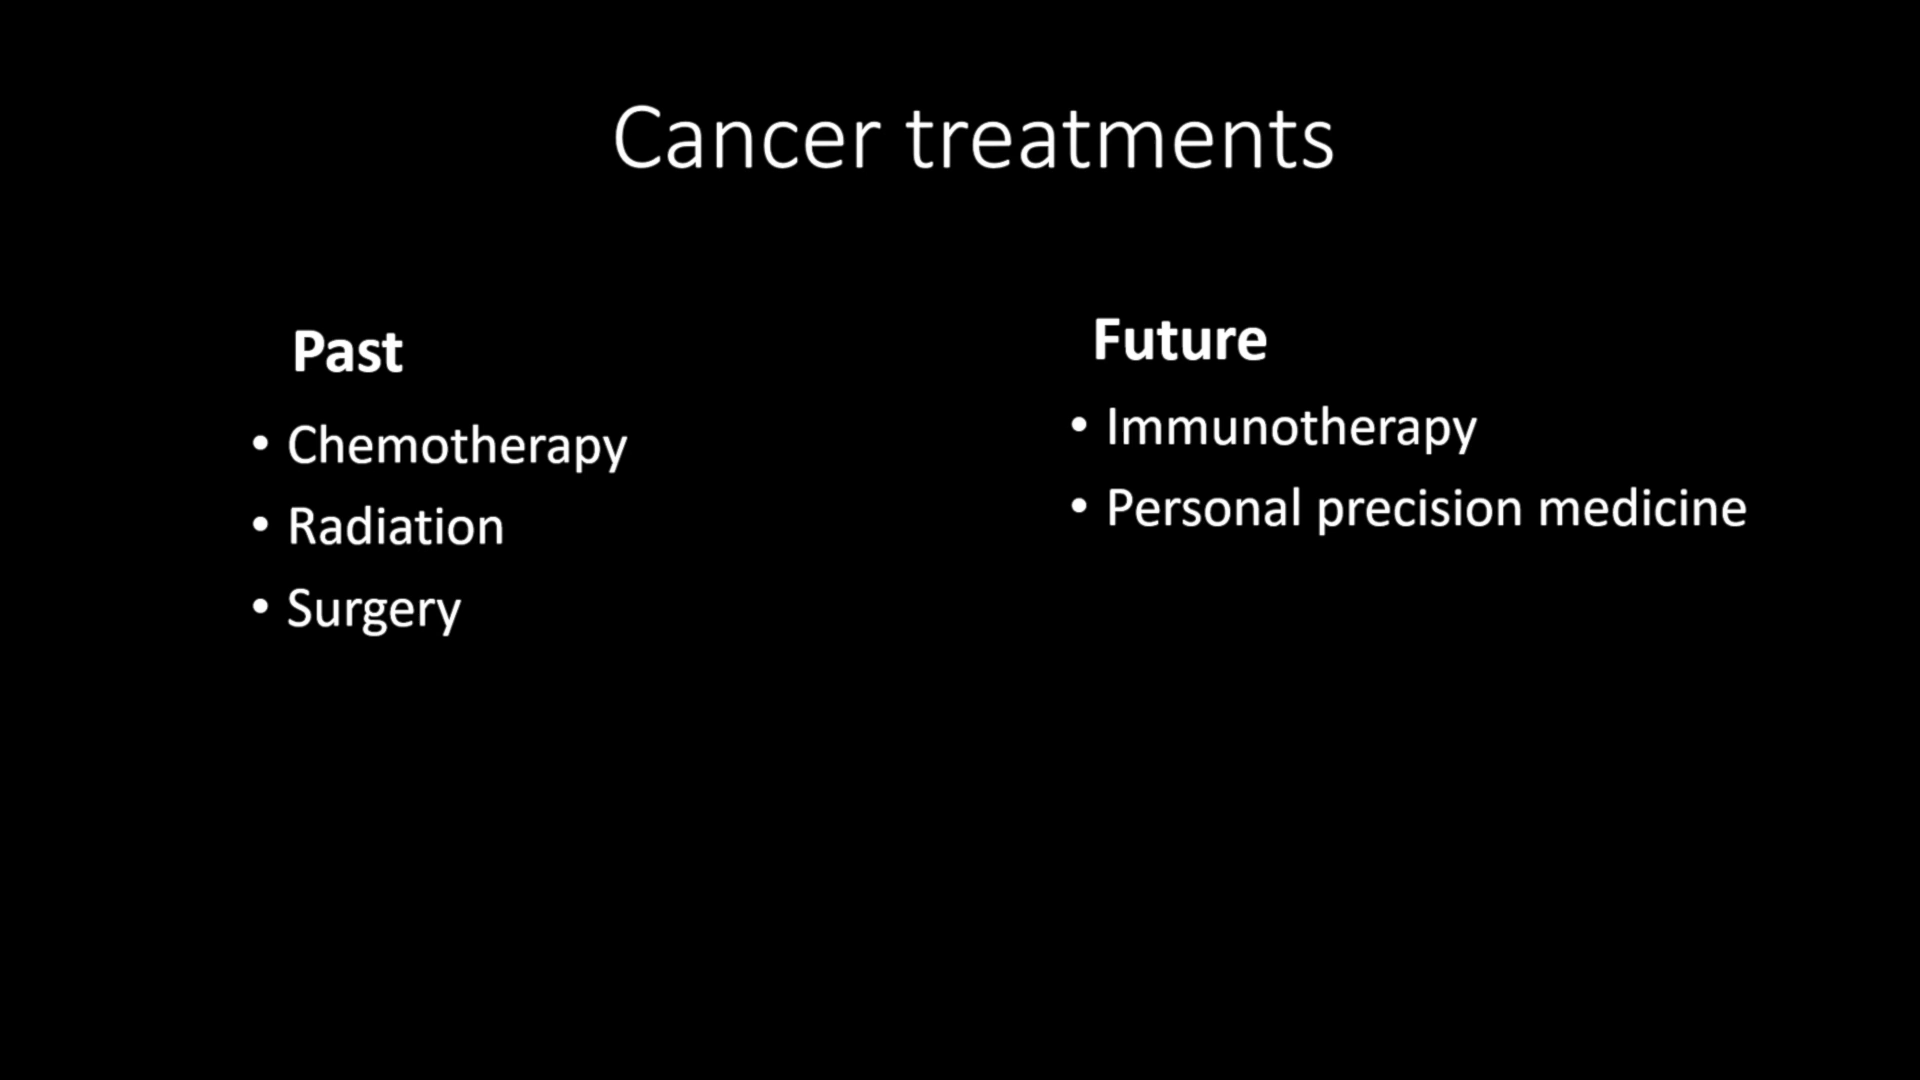 Cancer treatments
Past
• Chemotherapy
• Radiation
• Surgery
Future
• Immunotherapy
• Personal precision medicine